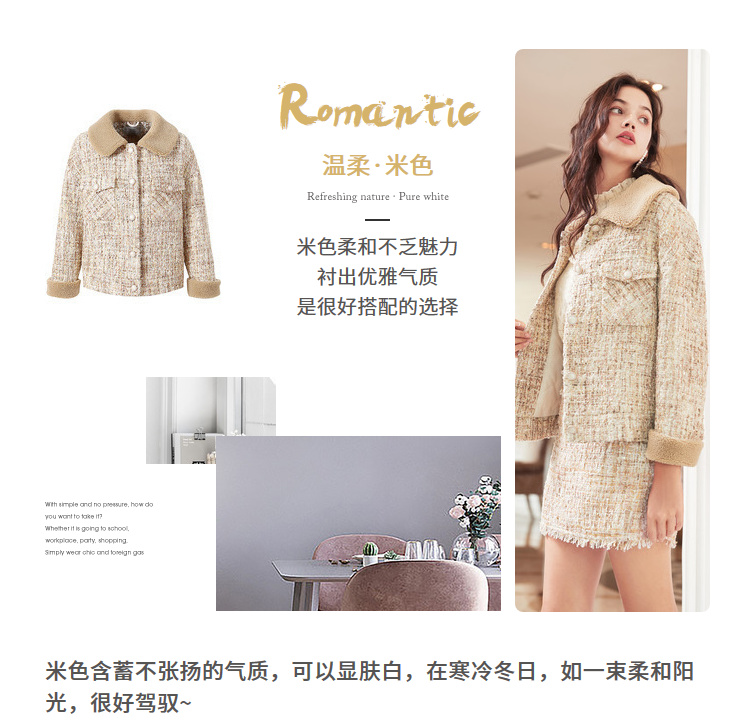 Romantic
温柔·米色
Refreshing nature · Pure white
米色柔和不乏魅力
衬出优雅气质
是很好搭配的选择
With simple and no pressure, how do
you want to take it?
Whether it is going to school,
workplace, party, shopping,
Simply wear chic and foreign gas
米色含蓄不张扬的气质，可以显肤白，在寒冷冬日，如一束柔和阳
光，很好驾驭~